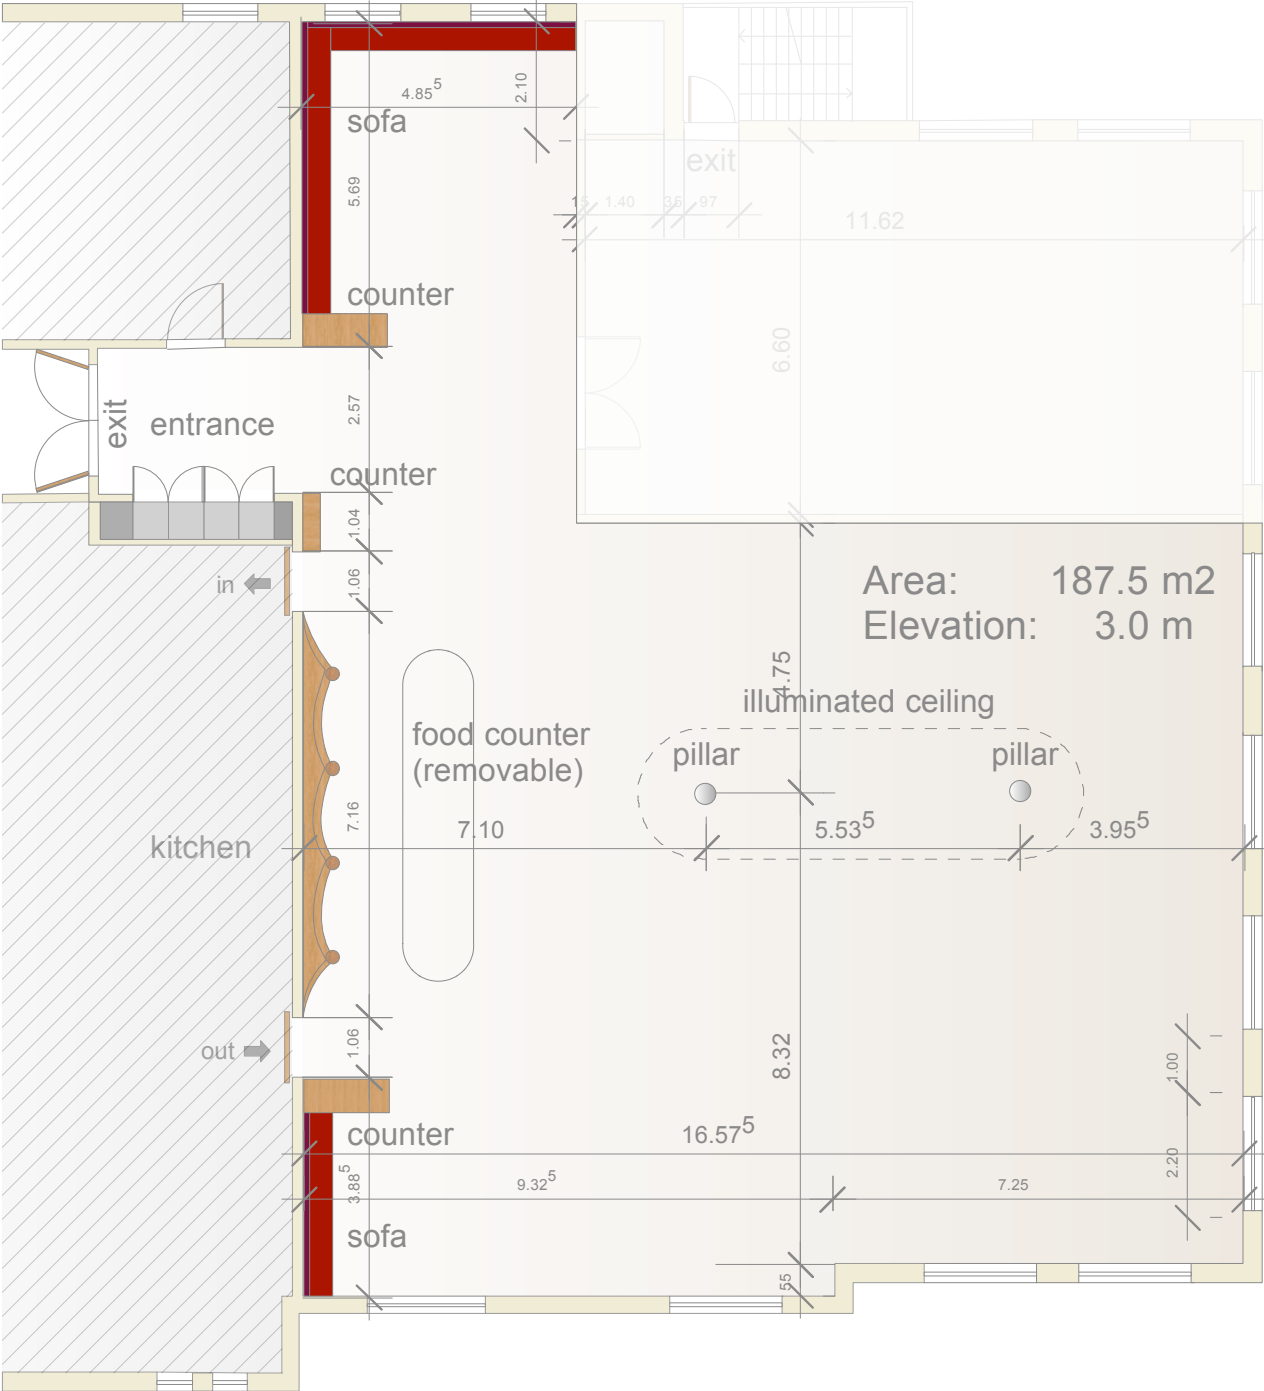 4.85⁵
2.10
sofa
exit
5.69
15
1.40
35
97
11.62
counter
6.60
2.57
exit
entrance
counter
1.04
in
1.06
Area: 187.5 m2
Elevation: 3.0 m
4.75
illuminated ceiling
food counter
(removable)
pillar
pillar
7.16
7.10
5.53⁵
3.95⁵
kitchen
out
1.06
8.32
1.00
counter
16.57⁵
3.88⁵
9.32⁵
7.25
2.20
sofa
55